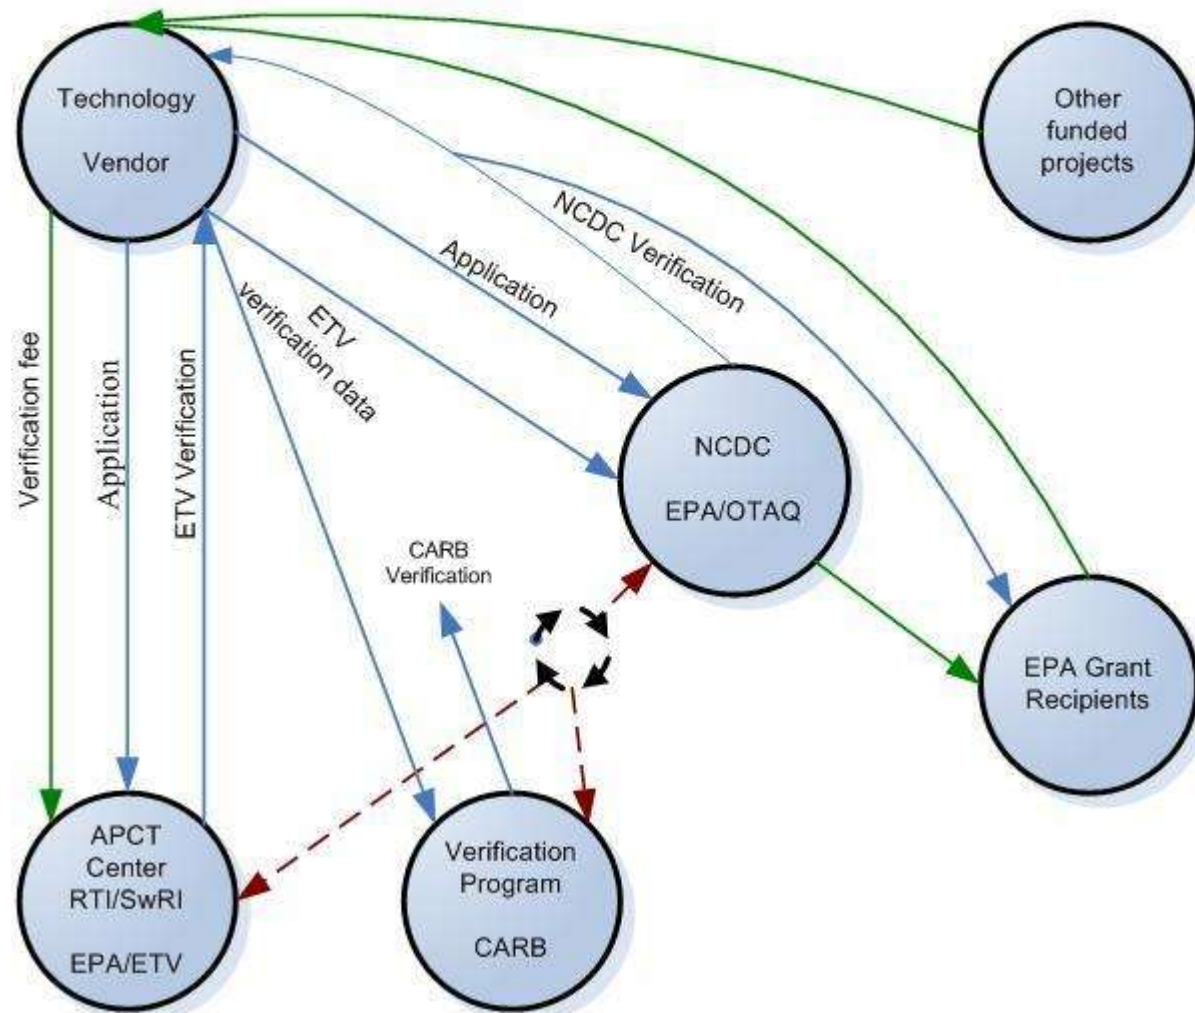 Technology
Vendor
Other
funded
projects
NCDC Verification
Application
ETV
verification data
Verification fee
Application
ETV Verification
NCDC
EPA/OTAQ
CARB
Verification
EPA Grant
Recipients
APCT
Center
RTI/SwRI
EPA/ETV
Verification
Program
CARB